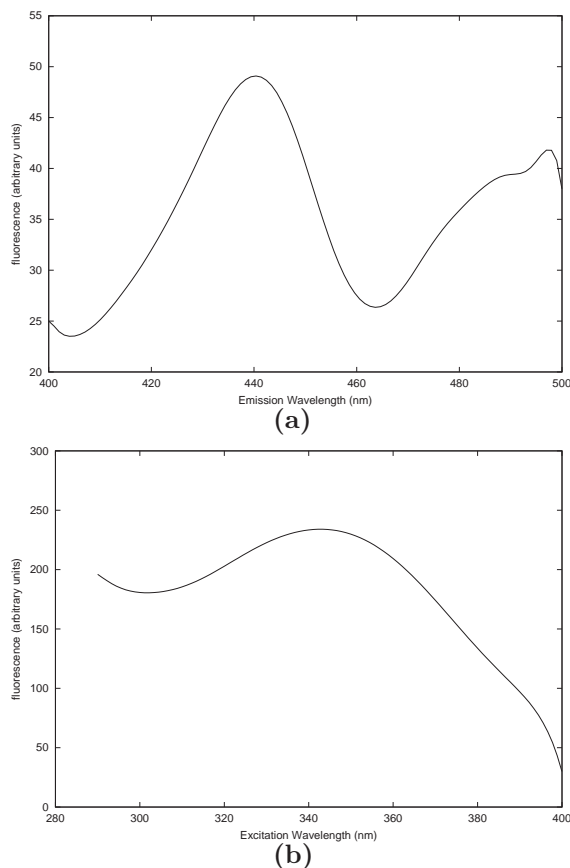 55
50
45
40
35
30
25
20
fluorescence (arbitrary units)
400 420 440 460 480 500
Emission Wavelength (nm)
(a)
300
250
200
150
100
50
0
fluorescence (arbitrary units)
280 300 320 340 360 380 400
Excitation Wavelength (nm)
(b)